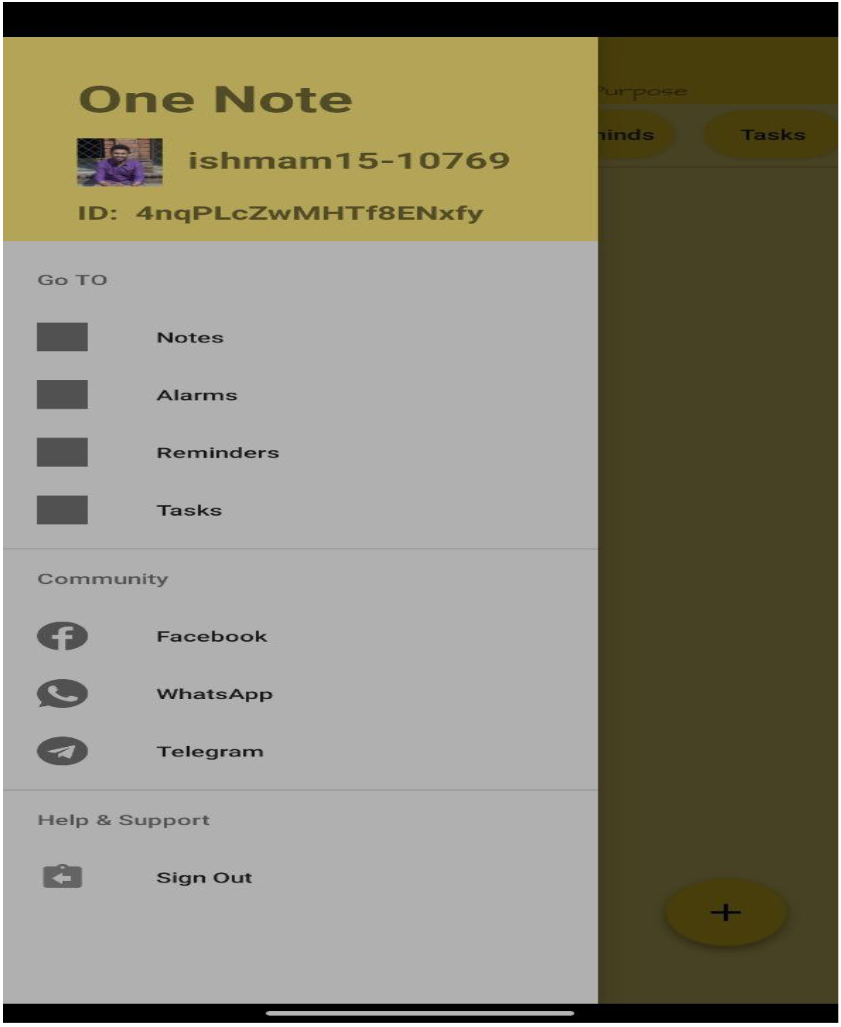 One Note
ishmam15-10769
ID: 4nqPLcZwMHTf8ENxfy
Purpose
Tasks
Go TO
Notes
Alarms
Reminders
Tasks
Community
Facebook
WhatsApp
Telegram
Help & Support
Sign Out
+